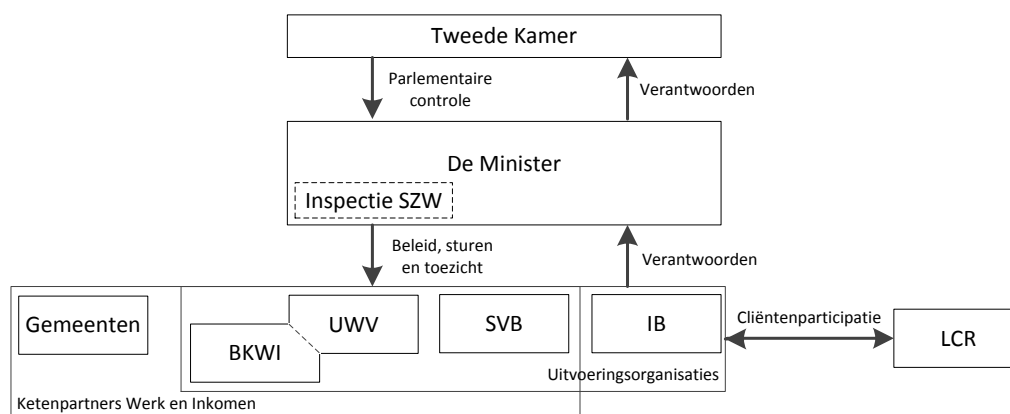 Tweede Kamer
Parlementaire
controle
Verantwoorden
De Minister
Inspectie SZW
Beleid, sturen
en toezicht
Verantwoorden
Gemeenten
UWV
BKWI
SVB
IB
Cliëntenparticipatie
LCR
Uitvoeringsorganisaties
Ketenpartners Werk en Inkomen